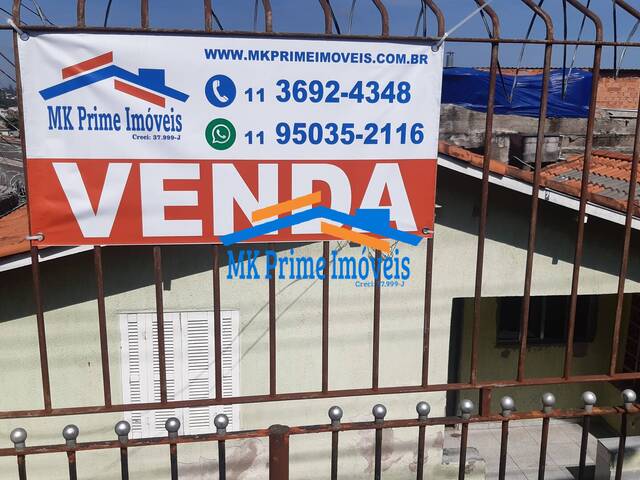 WWW.MKPRIMEIMOVEIS.COM.BR
11 3692-4348
11 95035-2116
MK Prime Imóveis
Creci: 37.999-J
VENDA
MK Prime Imóveis
Creci: 37.999-J